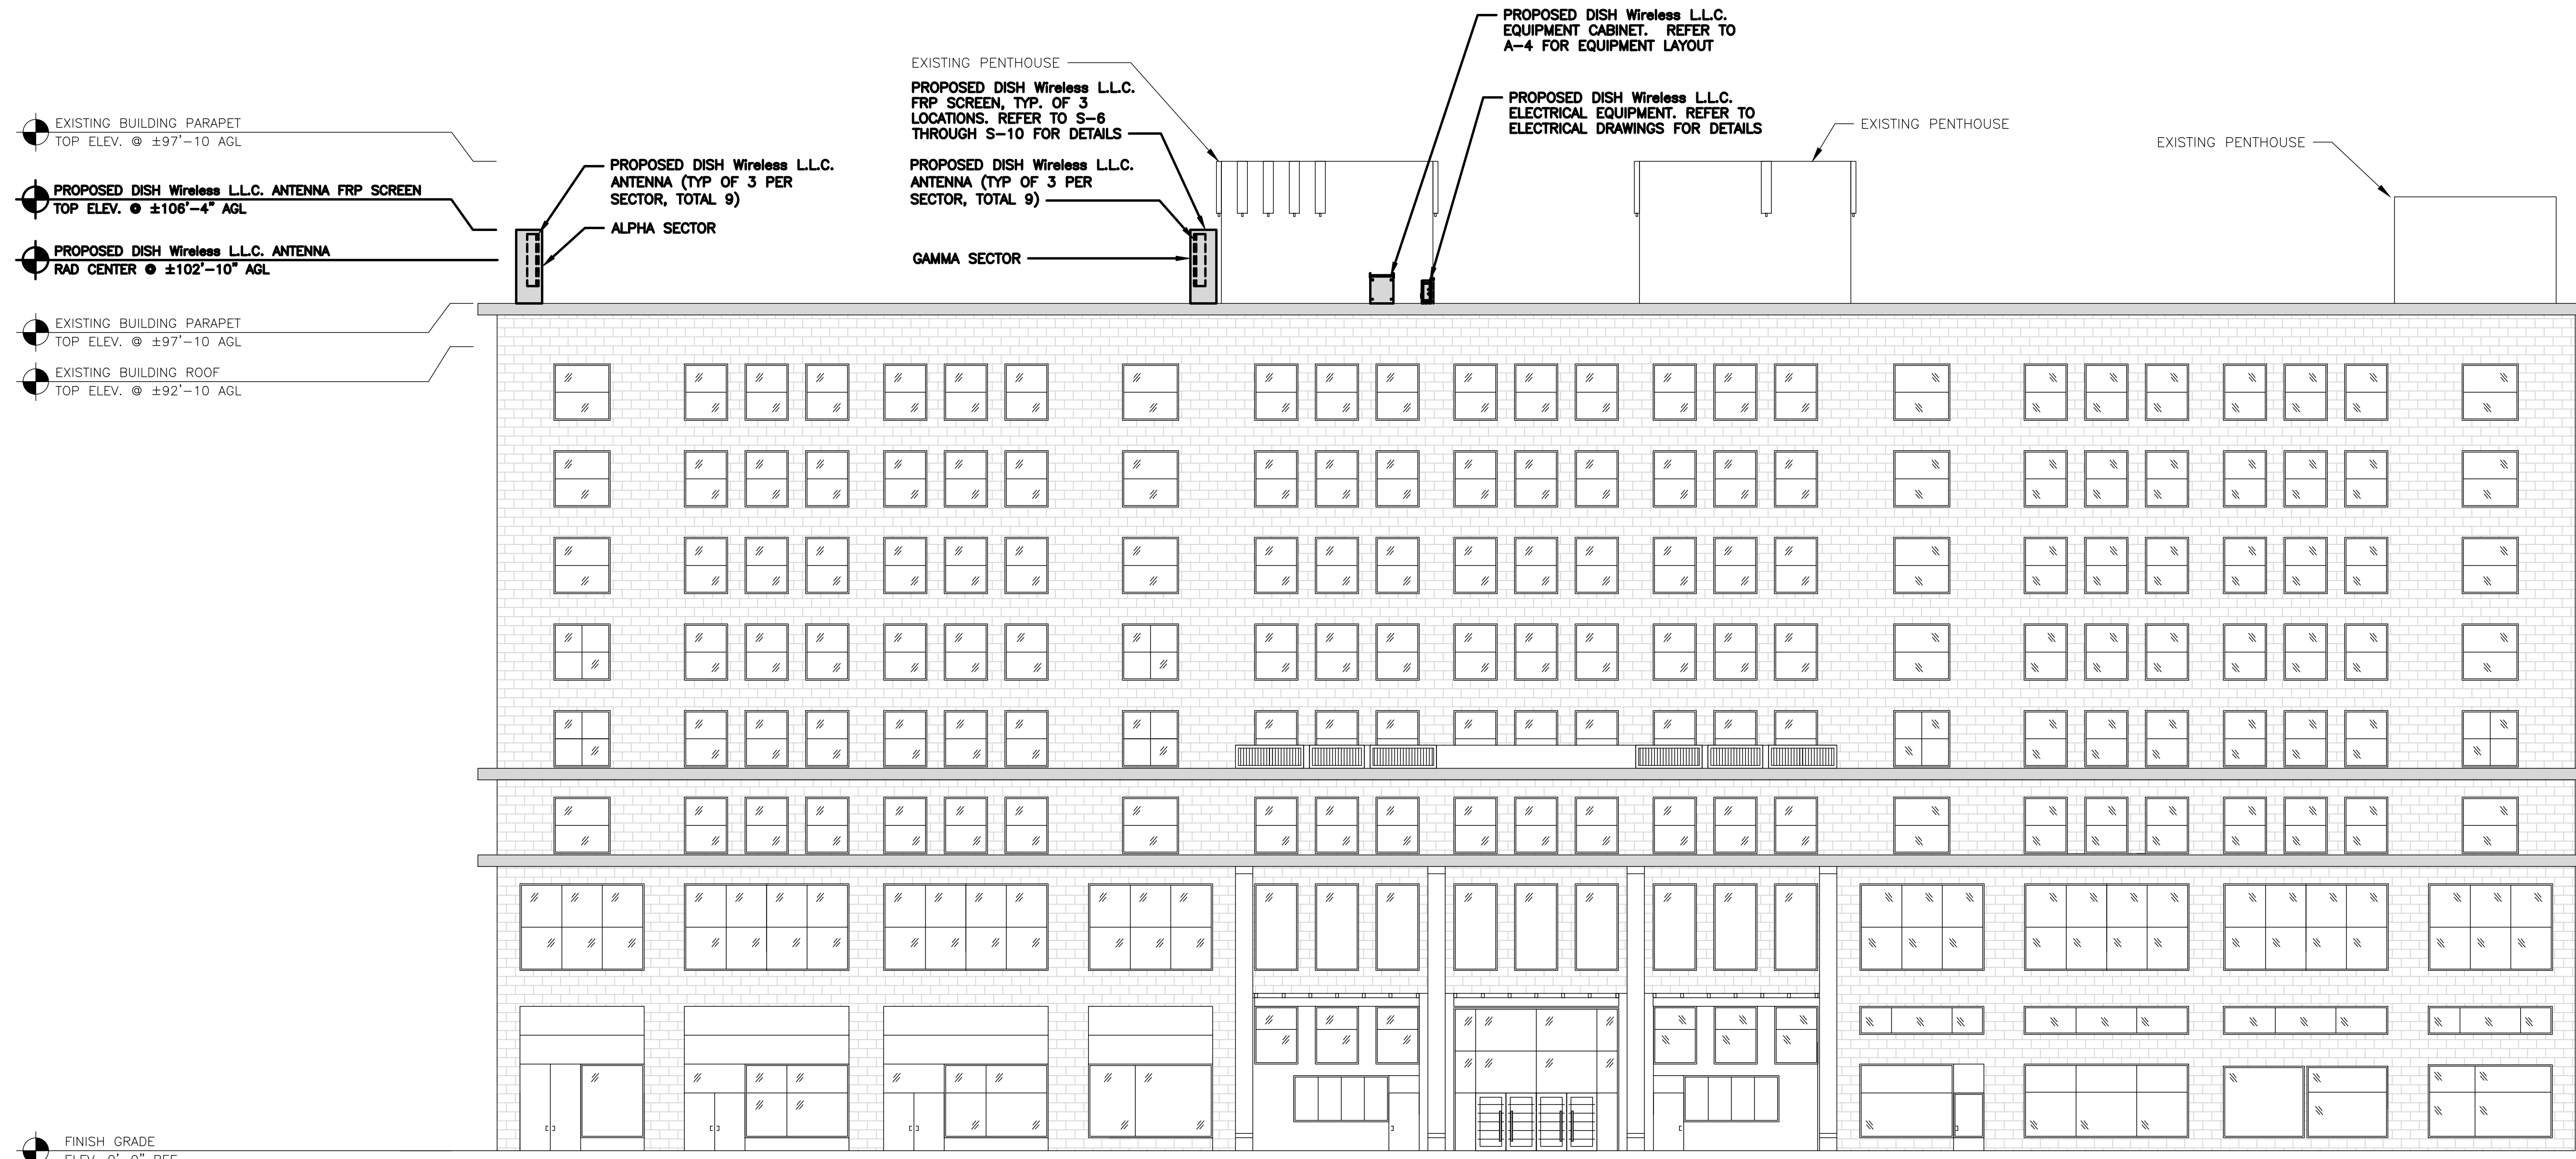 PROPOSED DISH Wireless L.L.C.
EQUIPMENT CABINET. REFER TO
A-4 FOR EQUIPMENT LAYOUT
EXISTING PENTHOUSE
PROPOSED DISH Wireless L.L.C.
FRP SCREEN, TYP. OF 3
LOCATIONS. REFER TO S-6
THROUGH S-10 FOR DETAILS
PROPOSED DISH Wireless L.L.C.
ELECTRICAL EQUIPMENT. REFER TO
ELECTRICAL DRAWINGS FOR DETAILS
EXISTING PENTHOUSE
EXISTING PENTHOUSE
EXISTING BUILDING PARAPET
TOP ELEV. @ ±97'-10 AGL
PROPOSED DISH Wireless L.L.C.
ANTENNA (TYP OF 3 PER
SECTOR, TOTAL 9)
PROPOSED DISH Wireless L.L.C.
ANTENNA (TYP OF 3 PER
SECTOR, TOTAL 9)
PROPOSED DISH Wireless L.L.C. ANTENNA FRP SCREEN
TOP ELEV. @ ±106'-4" AGL
ALPHA SECTOR
GAMMA SECTOR
PROPOSED DISH Wireless L.L.C. ANTENNA
RAD CENTER @ ±102'-10" AGL
EXISTING BUILDING PARAPET
TOP ELEV. @ ±97'-10 AGL
EXISTING BUILDING ROOF
TOP ELEV. @ ±92'-10 AGL
FINISH GRADE
ELEV. 0'-0" REF